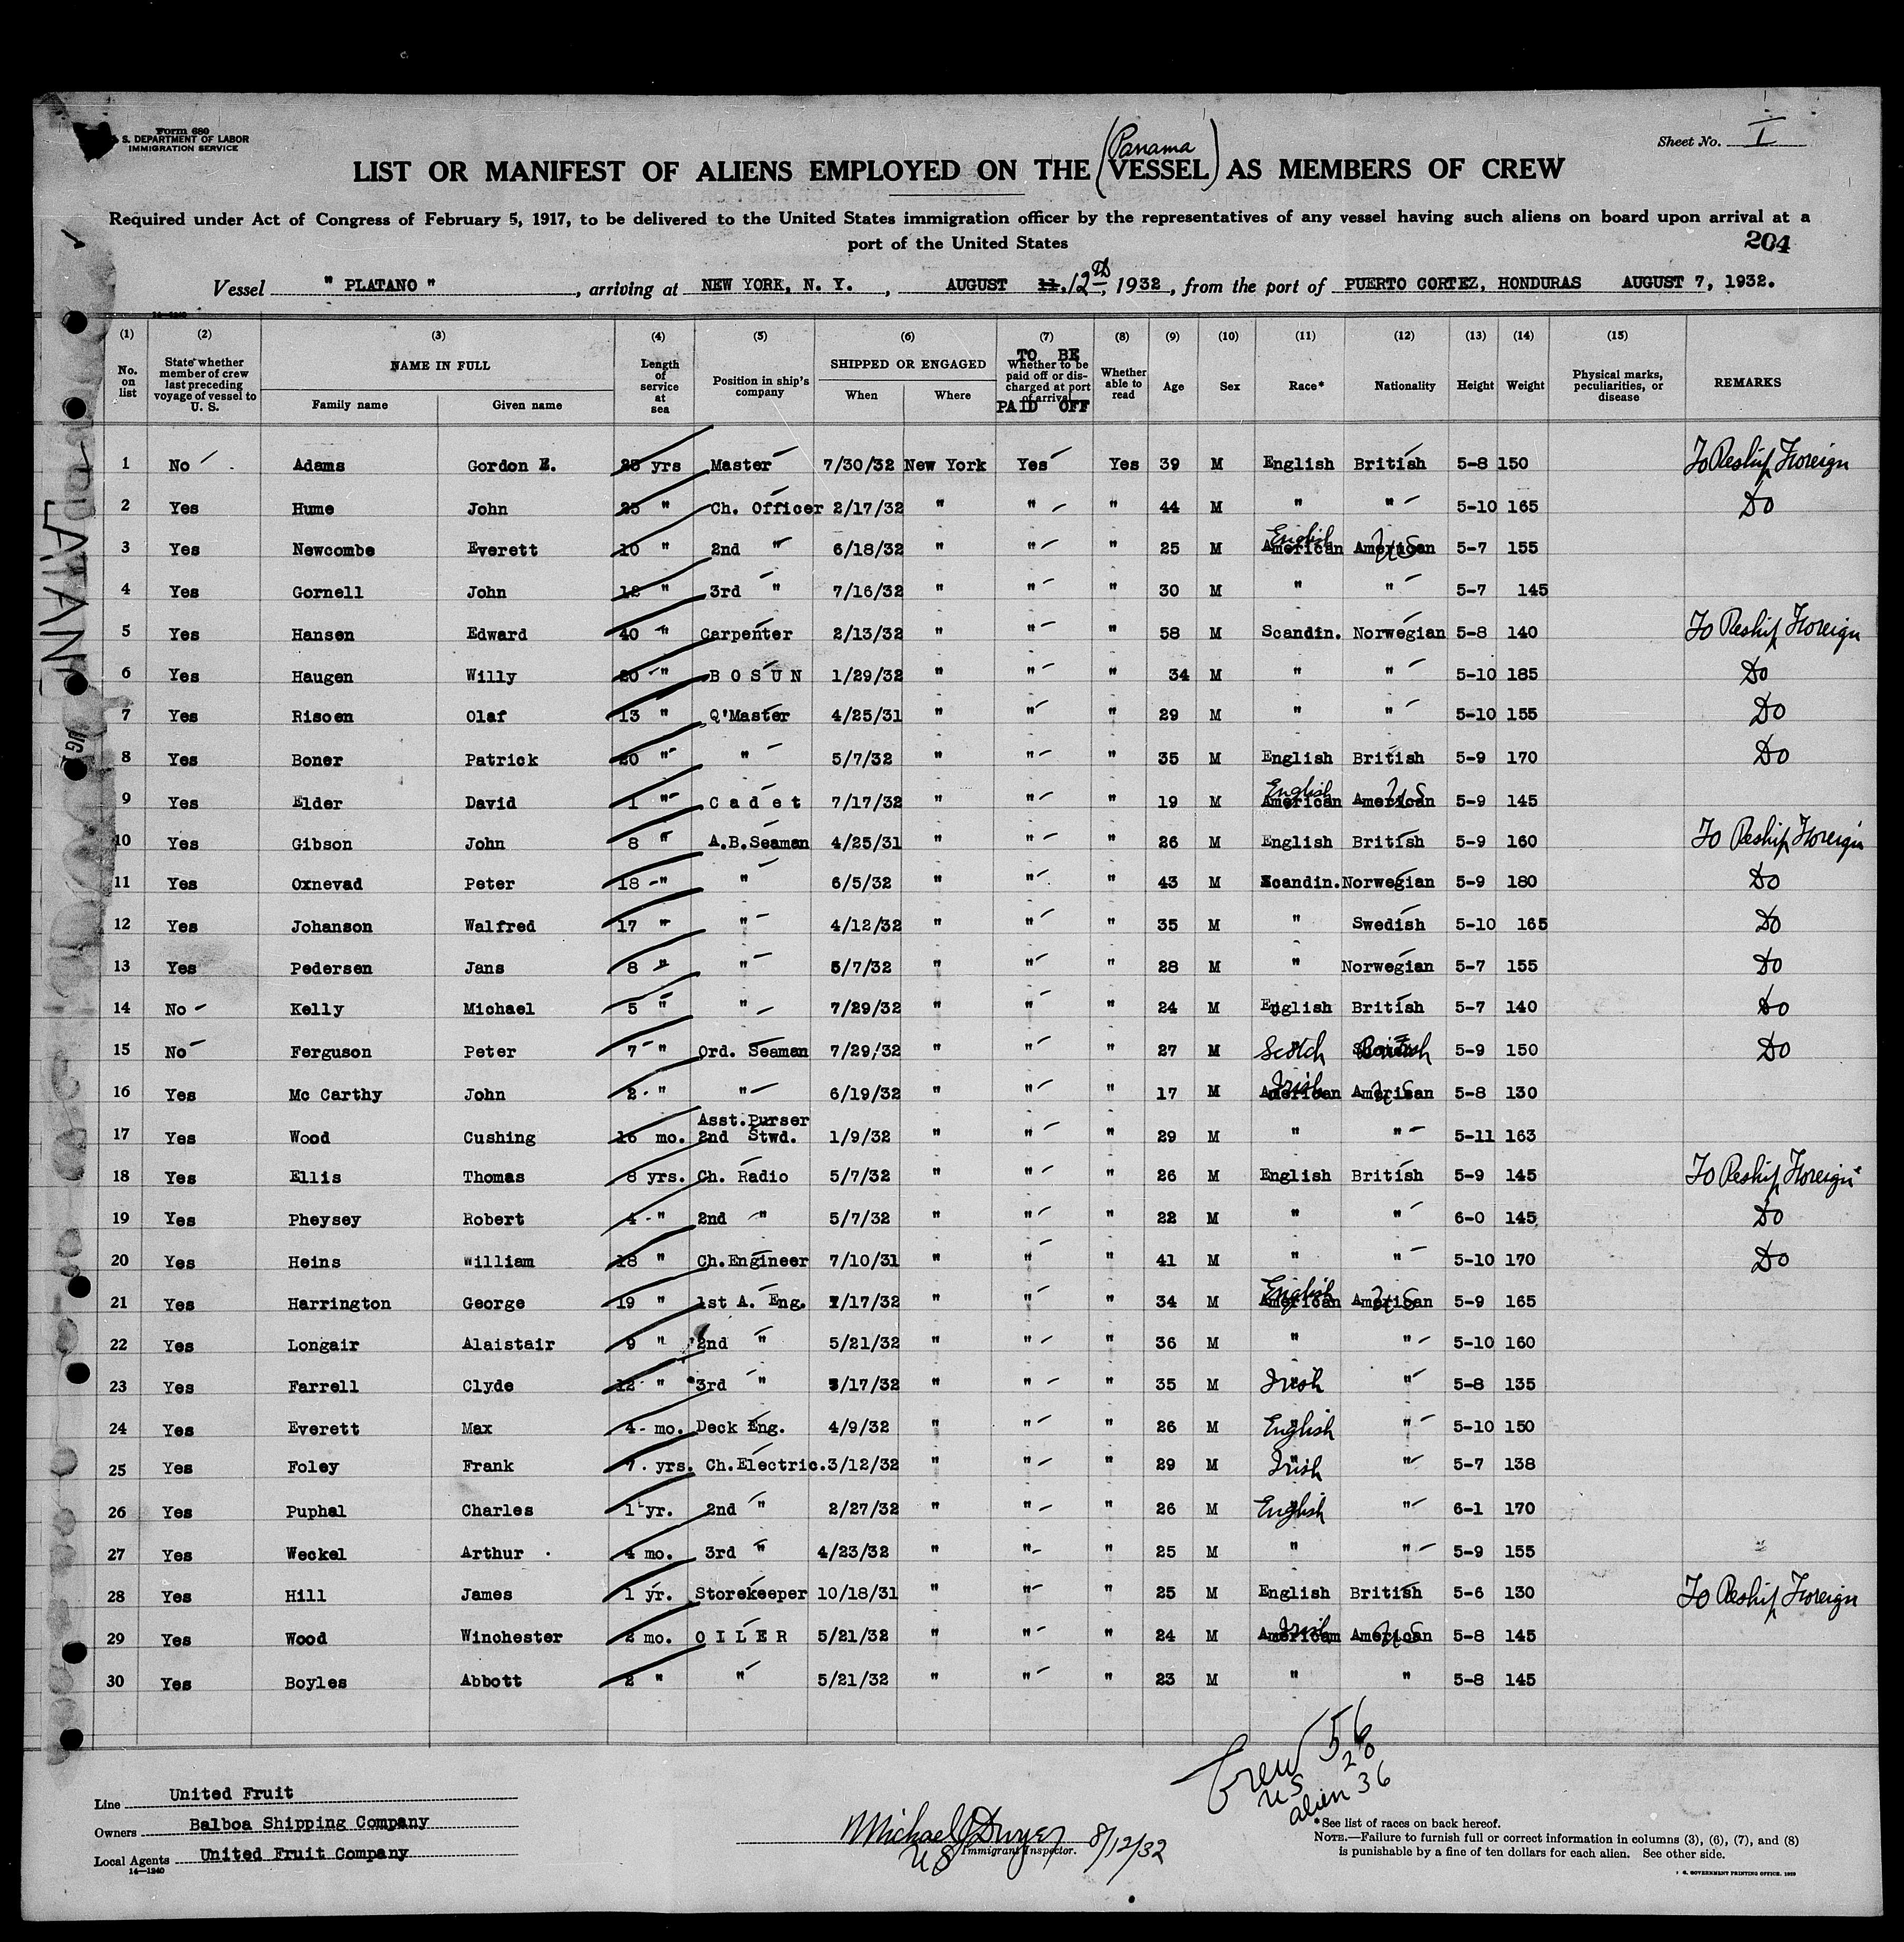 Form 680
S. DEPARTMENT OF LABOR
IMMIGRATION SERVICE
Sheet No. I
(Panama
LIST OR MANIFEST OF ALIENS EMPLOYED ON THE VESSEL) AS MEMBERS OF CREW
Required under Act of Congress of February 5, 1917, to be delivered to the United States immigration officer by the representatives of any vessel having such aliens on board upon arrival at a
port of the United States
204
Vessel " PLATANO ", arriving at NEW YORK, N. Y., AUGUST 11. 12th, 1932, from the port of PUERTO CORTEZ, HONDURAS AUGUST 7, 1932.
14—1240
(1) (2) (3) (4) (5) (6) (7) (8) (9) (10) (11) (12) (13) (14) (15)
No. on list
State whether member of crew last preceding voyage of vessel to U. S.
NAME IN FULL
Family name
Given name
Length of service at sea
Position in ship's company
SHIPPED OR ENGAGED
When
Where
TO BE
Whether to be paid off or discharged at port of arrival
PAID OFF
Whether able to read
Age
Sex
Race*
Nationality
Height
Weight
Physical marks, peculiarities, or disease
REMARKS
1 No Adams Gordon E. 25 yrs Master 7/30/32 New York Yes Yes 39 M English British 5-8 150 To Reship Foreign
2 Yes Hume John 25 " Ch. Officer 2/17/32 " " " 44 M " " 5-10 165 Do
3 Yes Newcombe Everett 10 " 2nd " 6/18/32 " " " 25 M American English American US 5-7 155
4 Yes Gornell John 12 " 3rd " 7/16/32 " " " 30 M " " 5-7 145
5 Yes Hansen Edward 40 " Carpenter 2/13/32 " " " 58 M Scandin. Norwegian 5-8 140 To Reship Foreign
6 Yes Haugen Willy 20 " BOSUN 1/29/32 " " " 34 M " " 5-10 185 Do
7 Yes Risoen Olaf 13 " Q'Master 4/25/31 " " " 29 M " " 5-10 155 Do
8 Yes Boner Patrick 20 " " 5/7/32 " " " 35 M English British 5-9 170 Do
9 Yes Elder David 1 " Cadet 7/17/32 " " " 19 M American English American US 5-9 145
10 Yes Gibson John 8 " A.B.Seaman 4/25/31 " " " 26 M English British 5-9 160 To Reship Foreign
11 Yes Oxnevad Peter 18 " " 6/5/32 " " " 43 M Scandin. Norwegian 5-9 180 Do
12 Yes Johanson Walfred 17 " " 4/12/32 " " " 35 M " Swedish 5-10 165 Do
13 Yes Pedersen Jans 8 " " 5/7/32 " " " 28 M " Norwegian 5-7 155 Do
14 No Kelly Michael 5 " " 7/29/32 " " " 24 M English British 5-7 140 Do
15 No Ferguson Peter 7 " Ord. Seaman 7/29/32 " " " 27 M Scotch British 5-9 150 Do
16 Yes Mc Carthy John 2 " " 6/19/32 " " " 17 M American Irish American US 5-8 130
17 Yes Wood Cushing 16 mo. Asst.Purser 2nd Stwd. 1/9/32 " " " 29 M " " 5-11 163
18 Yes Ellis Thomas 8 yrs. Ch. Radio 5/7/32 " " " 26 M English British 5-9 145 To Reship Foreign
19 Yes Pheysey Robert 4 " 2nd " 5/7/32 " " " 22 M " " 6-0 145 Do
20 Yes Heins William 18 " Ch.Engineer 7/10/31 " " " 41 M " " 5-10 170 Do
21 Yes Harrington George 19 " 1st A. Eng. /17/32 " " " 34 M American English American US 5-9 165
22 Yes Longair Alaistair 9 " 2nd " 5/21/32 " " " 36 M " " 5-10 160
23 Yes Farrell Clyde 12 " 3rd " /17/32 " " " 35 M Irish " 5-8 135
24 Yes Everett Max 4 mo. Deck Eng. 4/9/32 " " " 26 M English " 5-10 150
25 Yes Foley Frank 7 yrs. Ch.Electric. 3/12/32 " " " 29 M Irish " 5-7 138
26 Yes Puphal Charles 1 yr. 2nd " 2/27/32 " " " 26 M English " 6-1 170
27 Yes Weckel Arthur 4 mo. 3rd " 4/23/32 " " " 25 M " " 5-9 155
28 Yes Hill James 1 yr. Storekeeper 10/18/31 " " " 25 M English British 5-6 130 To Reship Foreign
29 Yes Wood Winchester 2 mo. OILER 5/21/32 " " " 24 M American Irish American US 5-8 145
30 Yes Boyles Abbott 2 " " 5/21/32 " " " 23 M " " 5-8 145
Crew 56
US 20
alien 36
Line United Fruit
Owners Balboa Shipping Company
Local Agents United Fruit Company
14—1240
Michael J Dwyer 8/12/32
US Immigrant Inspector.
*See list of races on back hereof.
NOTE.—Failure to furnish full or correct information in columns (3), (6), (7), and (8)
is punishable by a fine of ten dollars for each alien. See other side.
GOVERNMENT PRINTING OFFICE.
LATAN